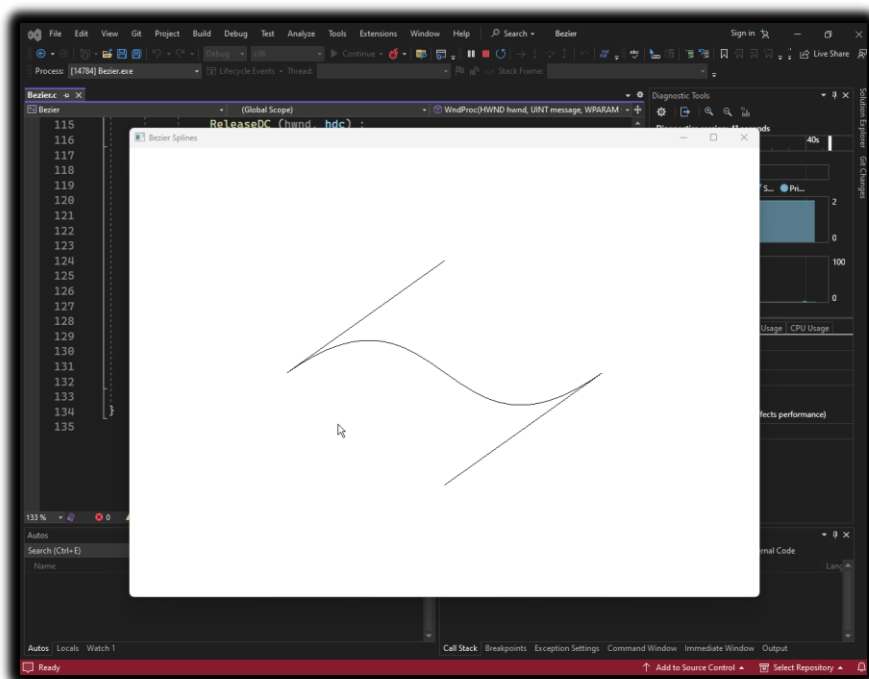 File Edit View Git Project Build Debug Test Analyze Tools Extensions Window Help Search Bezier Sign in
Debug x86 Continue Live Share
Process: [14784] Bezier.exe Lifecycle Events Thread: Stack Frame:
Bezier.c
Bezier (Global Scope) WndProc(HWND hwnd, UINT message, WPARAM
Diagnostic Tools
Solution Explorer
Git Changes
115 ReleaseDC (hwnd, hdc) ;
116
117
118
119
120
121
122
123
124
125
126
127
128
129
130
131
132
133
134 }
135
Bezier Splines
40s
S... Pri...
2
0
100
0
Usage CPU Usage
ffects performance)
133 % 0
Autos
Search (Ctrl+E)
Name
rnal Code
Lang
Autos Locals Watch 1
Call Stack Breakpoints Exception Settings Command Window Immediate Window Output
Ready Add to Source Control Select Repository